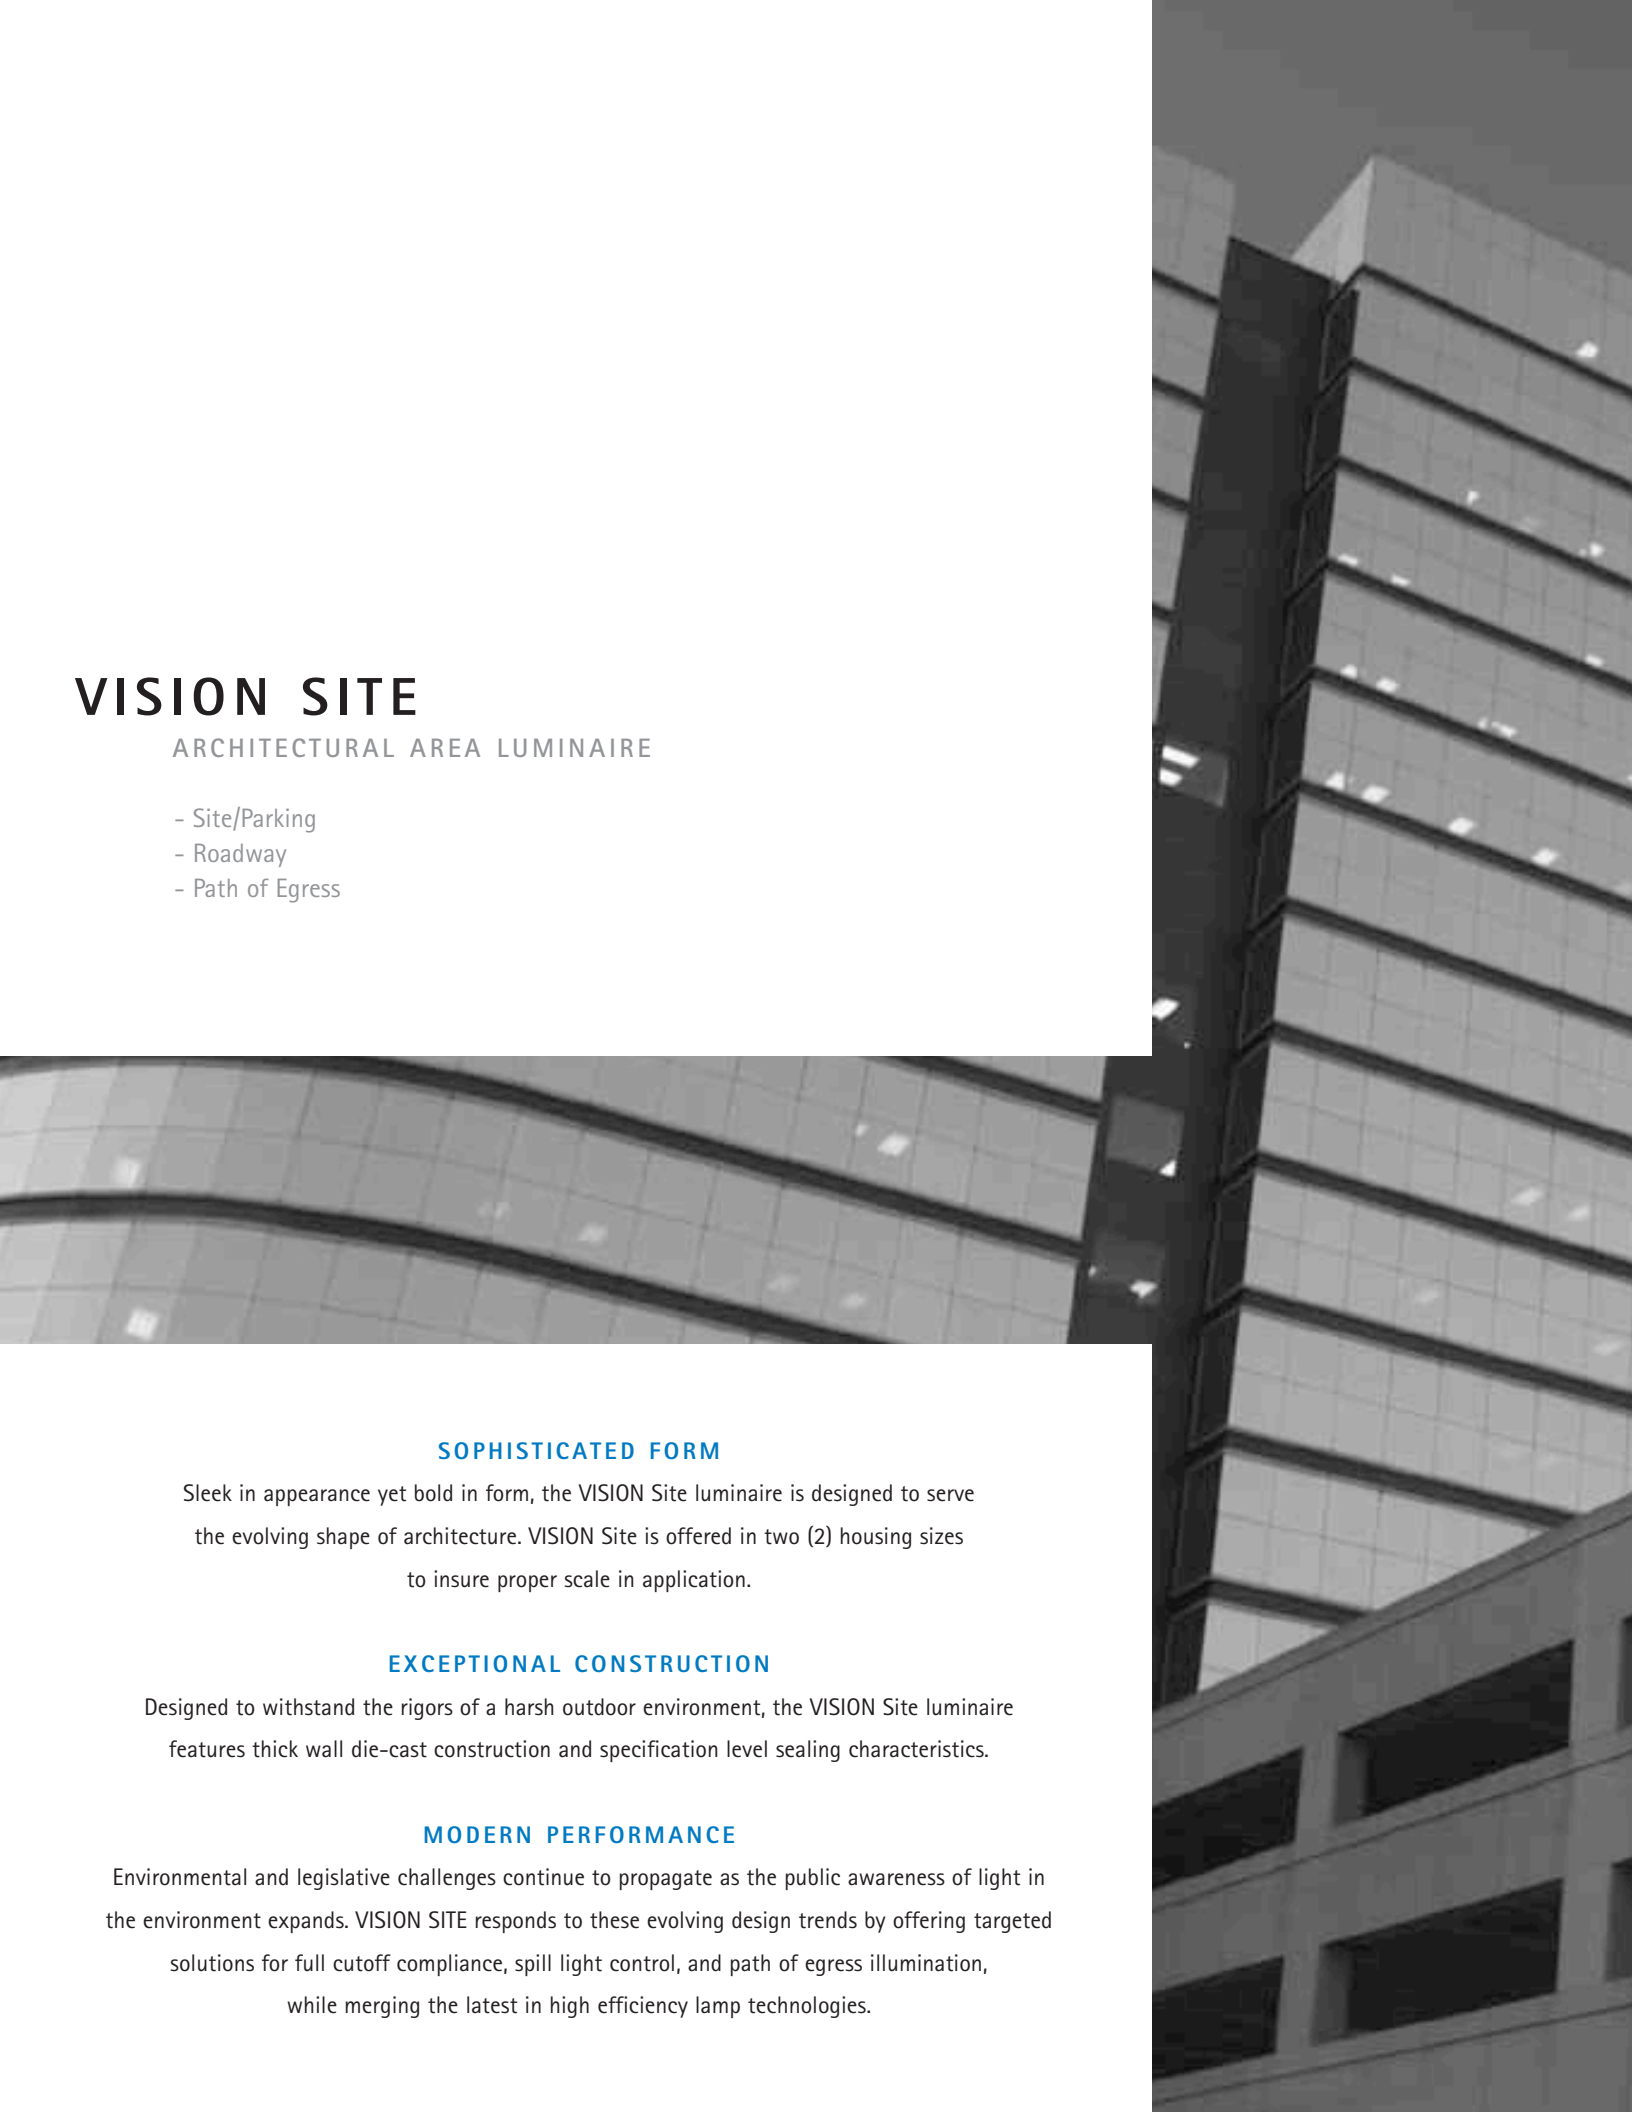 VISION SITE
ARCHITECTURAL AREA LUMINAIRE
- Site/Parking
- Roadway
- Path of Egress
SOPHISTICATED FORM
Sleek in appearance yet bold in form, the VISION Site luminaire is designed to serve
the evolving shape of architecture. VISION Site is offered in two (2) housing sizes
to insure proper scale in application.
EXCEPTIONAL CONSTRUCTION
Designed to withstand the rigors of a harsh outdoor environment, the VISION Site luminaire
features thick wall die-cast construction and specification level sealing characteristics.
MODERN PERFORMANCE
Environmental and legislative challenges continue to propagate as the public awareness of light in
the environment expands. VISION SITE responds to these evolving design trends by offering targeted
solutions for full cutoff compliance, spill light control, and path of egress illumination,
while merging the latest in high efficiency lamp technologies.